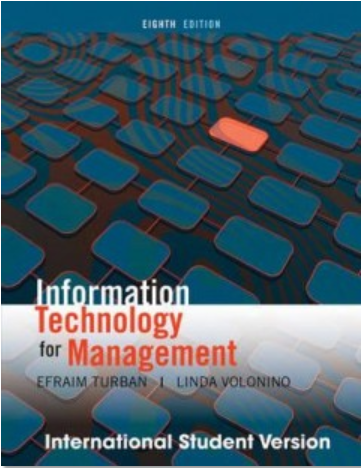 EIGHTH EDITION
Information
Technology
for Management
EFRAIM TURBAN | LINDA VOLONINO
International Student Version